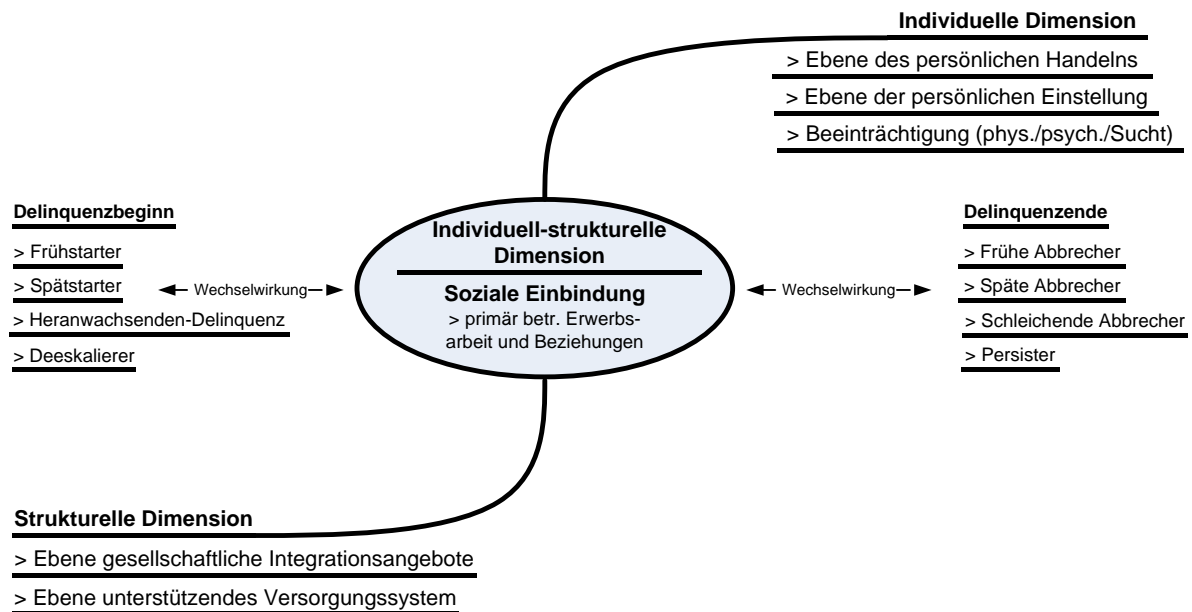 Individuelle Dimension
> Ebene des persönlichen Handelns
> Ebene der persönlichen Einstellung
> Beeinträchtigung (phys./psych./Sucht)
Delinquenzbeginn
> Frühstarter
> Spätstarter
> Heranwachsenden-Delinquenz
> Deeskalierer
Wechselwirkung
Individuell-strukturelle
Dimension
Soziale Einbindung
> primär betr. Erwerbs-
arbeit und Beziehungen
Wechselwirkung
Delinquenzende
> Frühe Abbrecher
> Späte Abbrecher
> Schleichende Abbrecher
> Persister
Strukturelle Dimension
> Ebene gesellschaftliche Integrationsangebote
> Ebene unterstützendes Versorgungssystem